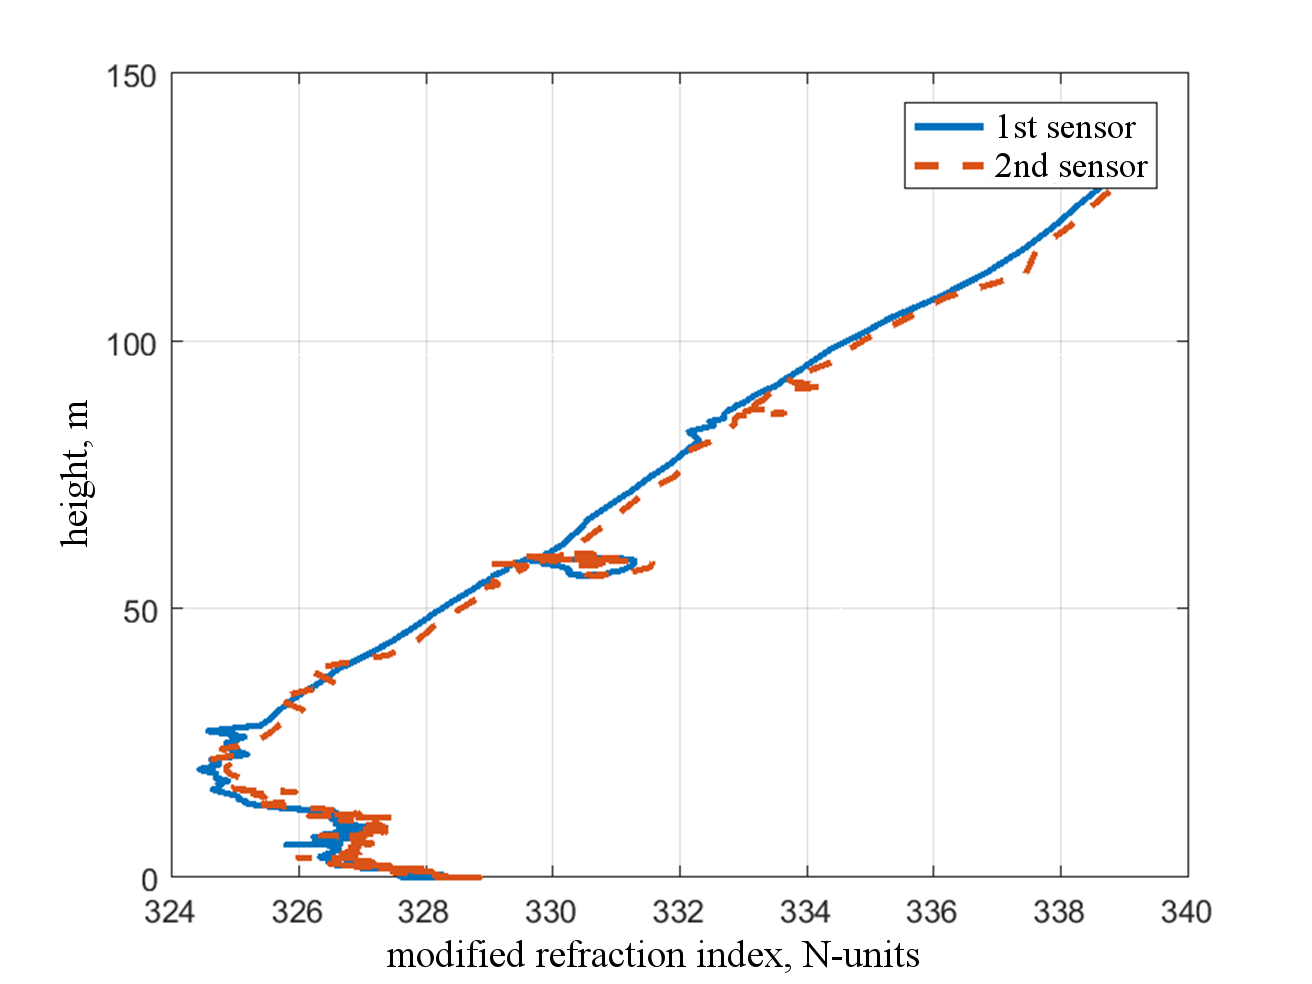 150
1st sensor
2nd sensor
100
height, m
50
0
324 326 328 330 332 334 336 338 340
modified refraction index, N-units